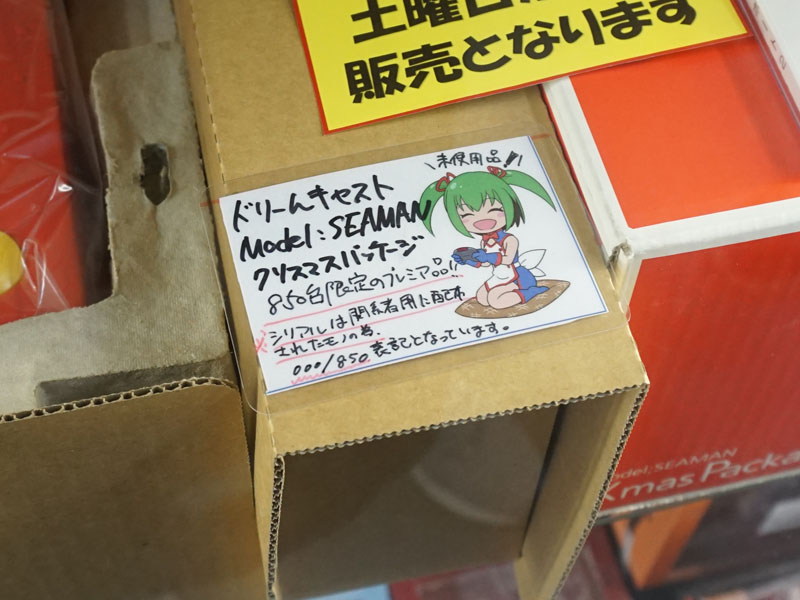 土曜日
販売となります
未使用品!!
ドリームキャスト
Model:SEAMAN
クリスマスパッケージ
850台限定のプレミア品!!
シリアルは関係者用に配布
されたモノの為、
000/850 表記となっています。
odel;SEAMAN
Xmas Packa